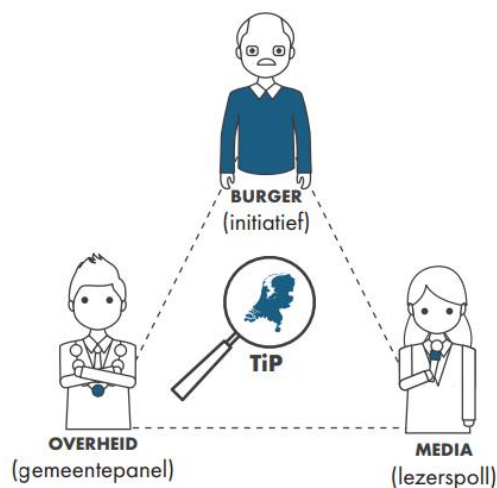 BURGER
(initiatief)
TiP
OVERHEID
(gemeentepanel)
MEDIA
(lezerspoll)